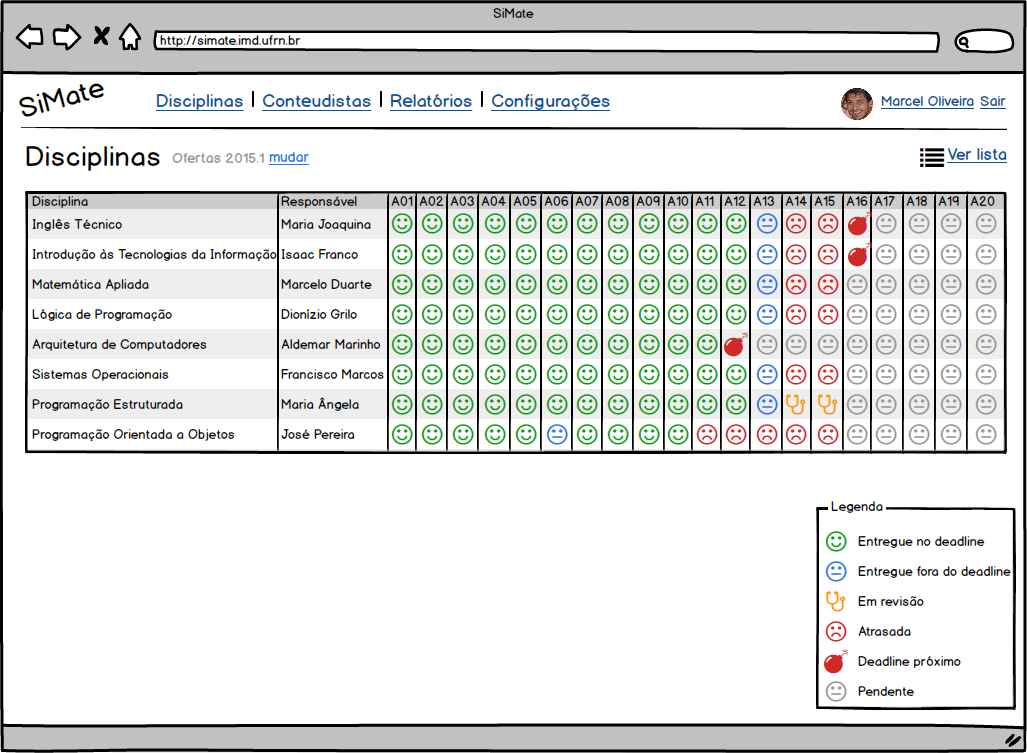 SiMate
http://simate.imd.ufrn.br
SiMate Disciplinas | Conteudistas | Relatórios | Configurações Marcel Oliveira Sair
Disciplinas Ofertas 2015.1 mudar Ver lista
Disciplina Responsável A01 A02 A03 A04 A05 A06 A07 A08 A09 A10 A11 A12 A13 A14 A15 A16 A17 A18 A19 A20
Inglês Técnico Maria Joaquina
Introdução às Tecnologias da Informação Isaac Franco
Matemática Apliada Marcelo Duarte
Lógica de Programação Dionízio Grilo
Arquitetura de Computadores Aldemar Marinho
Sistemas Operacionais Francisco Marcos
Programação Estruturada Maria Ângela
Programação Orientada a Objetos José Pereira
Legenda
Entregue no deadline
Entregue fora do deadline
Em revisão
Atrasada
Deadline próximo
Pendente